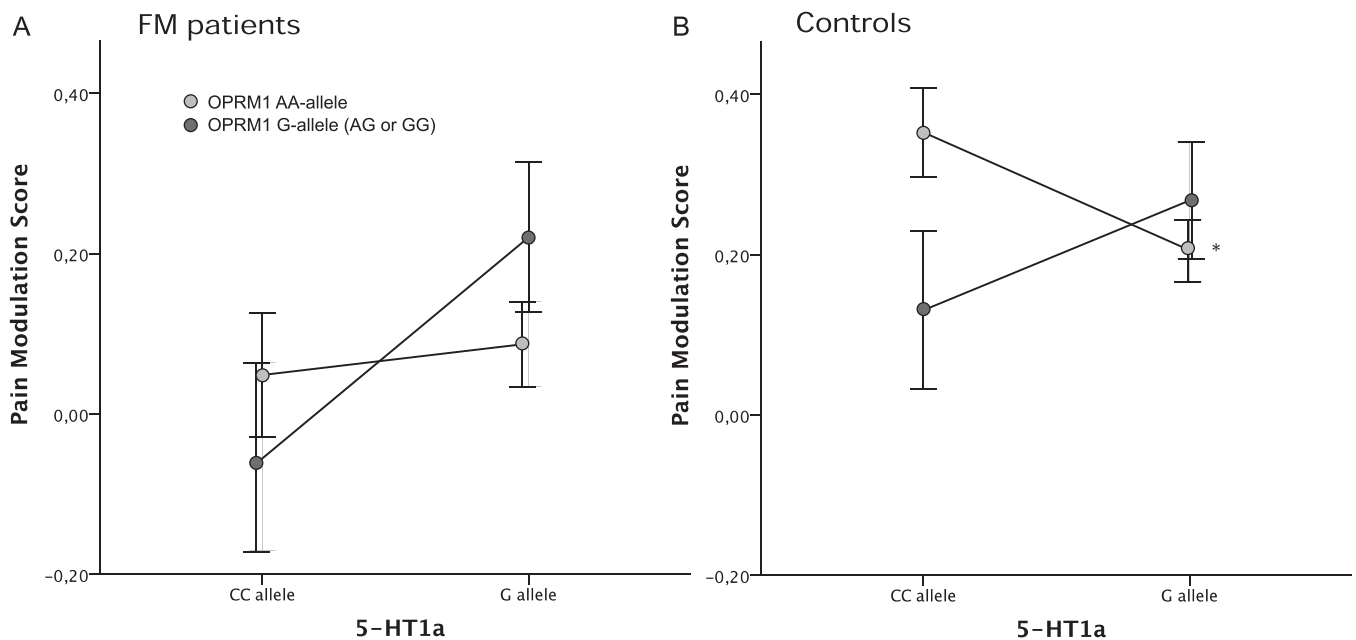 A
FM patients
0,40
0,20
0,00
−0,20
Pain Modulation Score
OPRM1 AA-allele
OPRM1 G-allele (AG or GG)
CC allele
G allele
5−HT1a
B
Controls
0,40
0,20
0,00
−0,20
Pain Modulation Score
*
CC allele
G allele
5−HT1a